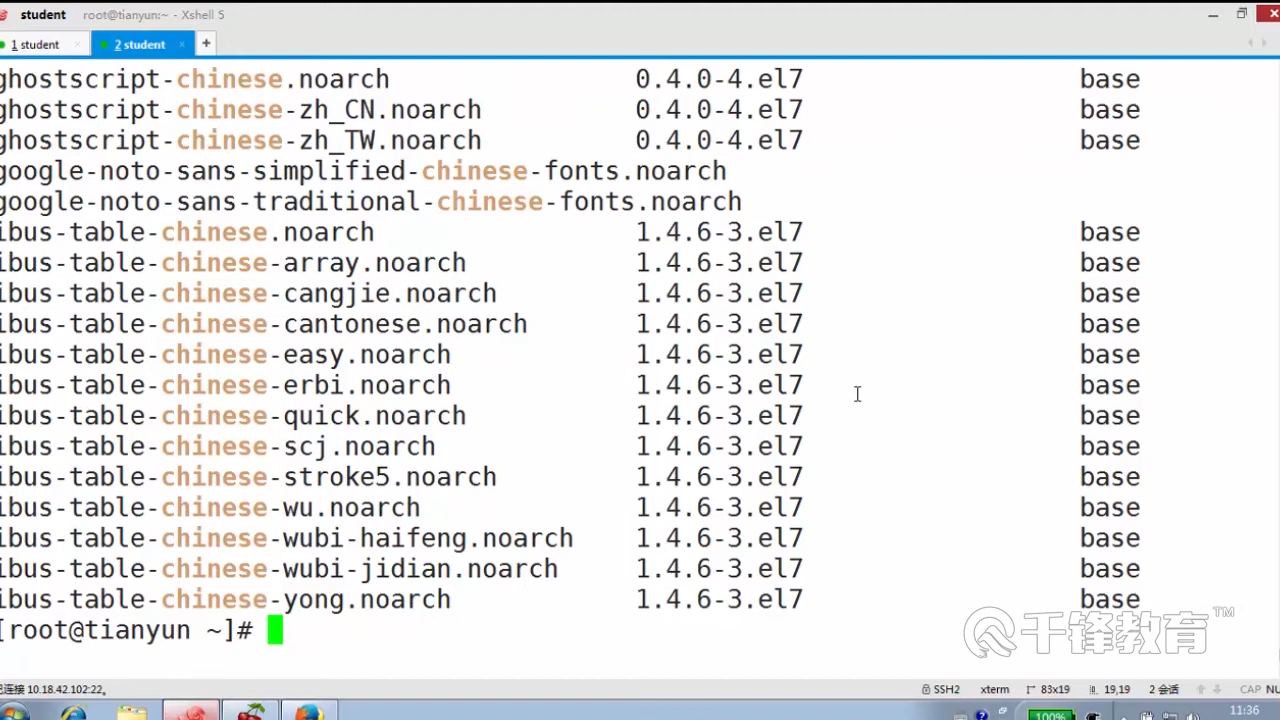 student root@tianyun:~ - Xshell 5
1 student × 2 student × +
ghostscript-chinese.noarch 0.4.0-4.el7 base
ghostscript-chinese-zh_CN.noarch 0.4.0-4.el7 base
ghostscript-chinese-zh_TW.noarch 0.4.0-4.el7 base
google-noto-sans-simplified-chinese-fonts.noarch
google-noto-sans-traditional-chinese-fonts.noarch
ibus-table-chinese.noarch 1.4.6-3.el7 base
ibus-table-chinese-array.noarch 1.4.6-3.el7 base
ibus-table-chinese-cangjie.noarch 1.4.6-3.el7 base
ibus-table-chinese-cantonese.noarch 1.4.6-3.el7 base
ibus-table-chinese-easy.noarch 1.4.6-3.el7 base
ibus-table-chinese-erbi.noarch 1.4.6-3.el7 base
ibus-table-chinese-quick.noarch 1.4.6-3.el7 base
ibus-table-chinese-scj.noarch 1.4.6-3.el7 base
ibus-table-chinese-stroke5.noarch 1.4.6-3.el7 base
ibus-table-chinese-wu.noarch 1.4.6-3.el7 base
ibus-table-chinese-wubi-haifeng.noarch 1.4.6-3.el7 base
ibus-table-chinese-wubi-jidian.noarch 1.4.6-3.el7 base
ibus-table-chinese-yong.noarch 1.4.6-3.el7 base
[root@tianyun ~]#
千锋教育™
已连接 10.18.42.102:22。 SSH2 xterm 83x19 19,19 2 会话 CAP NU
100% 11:36